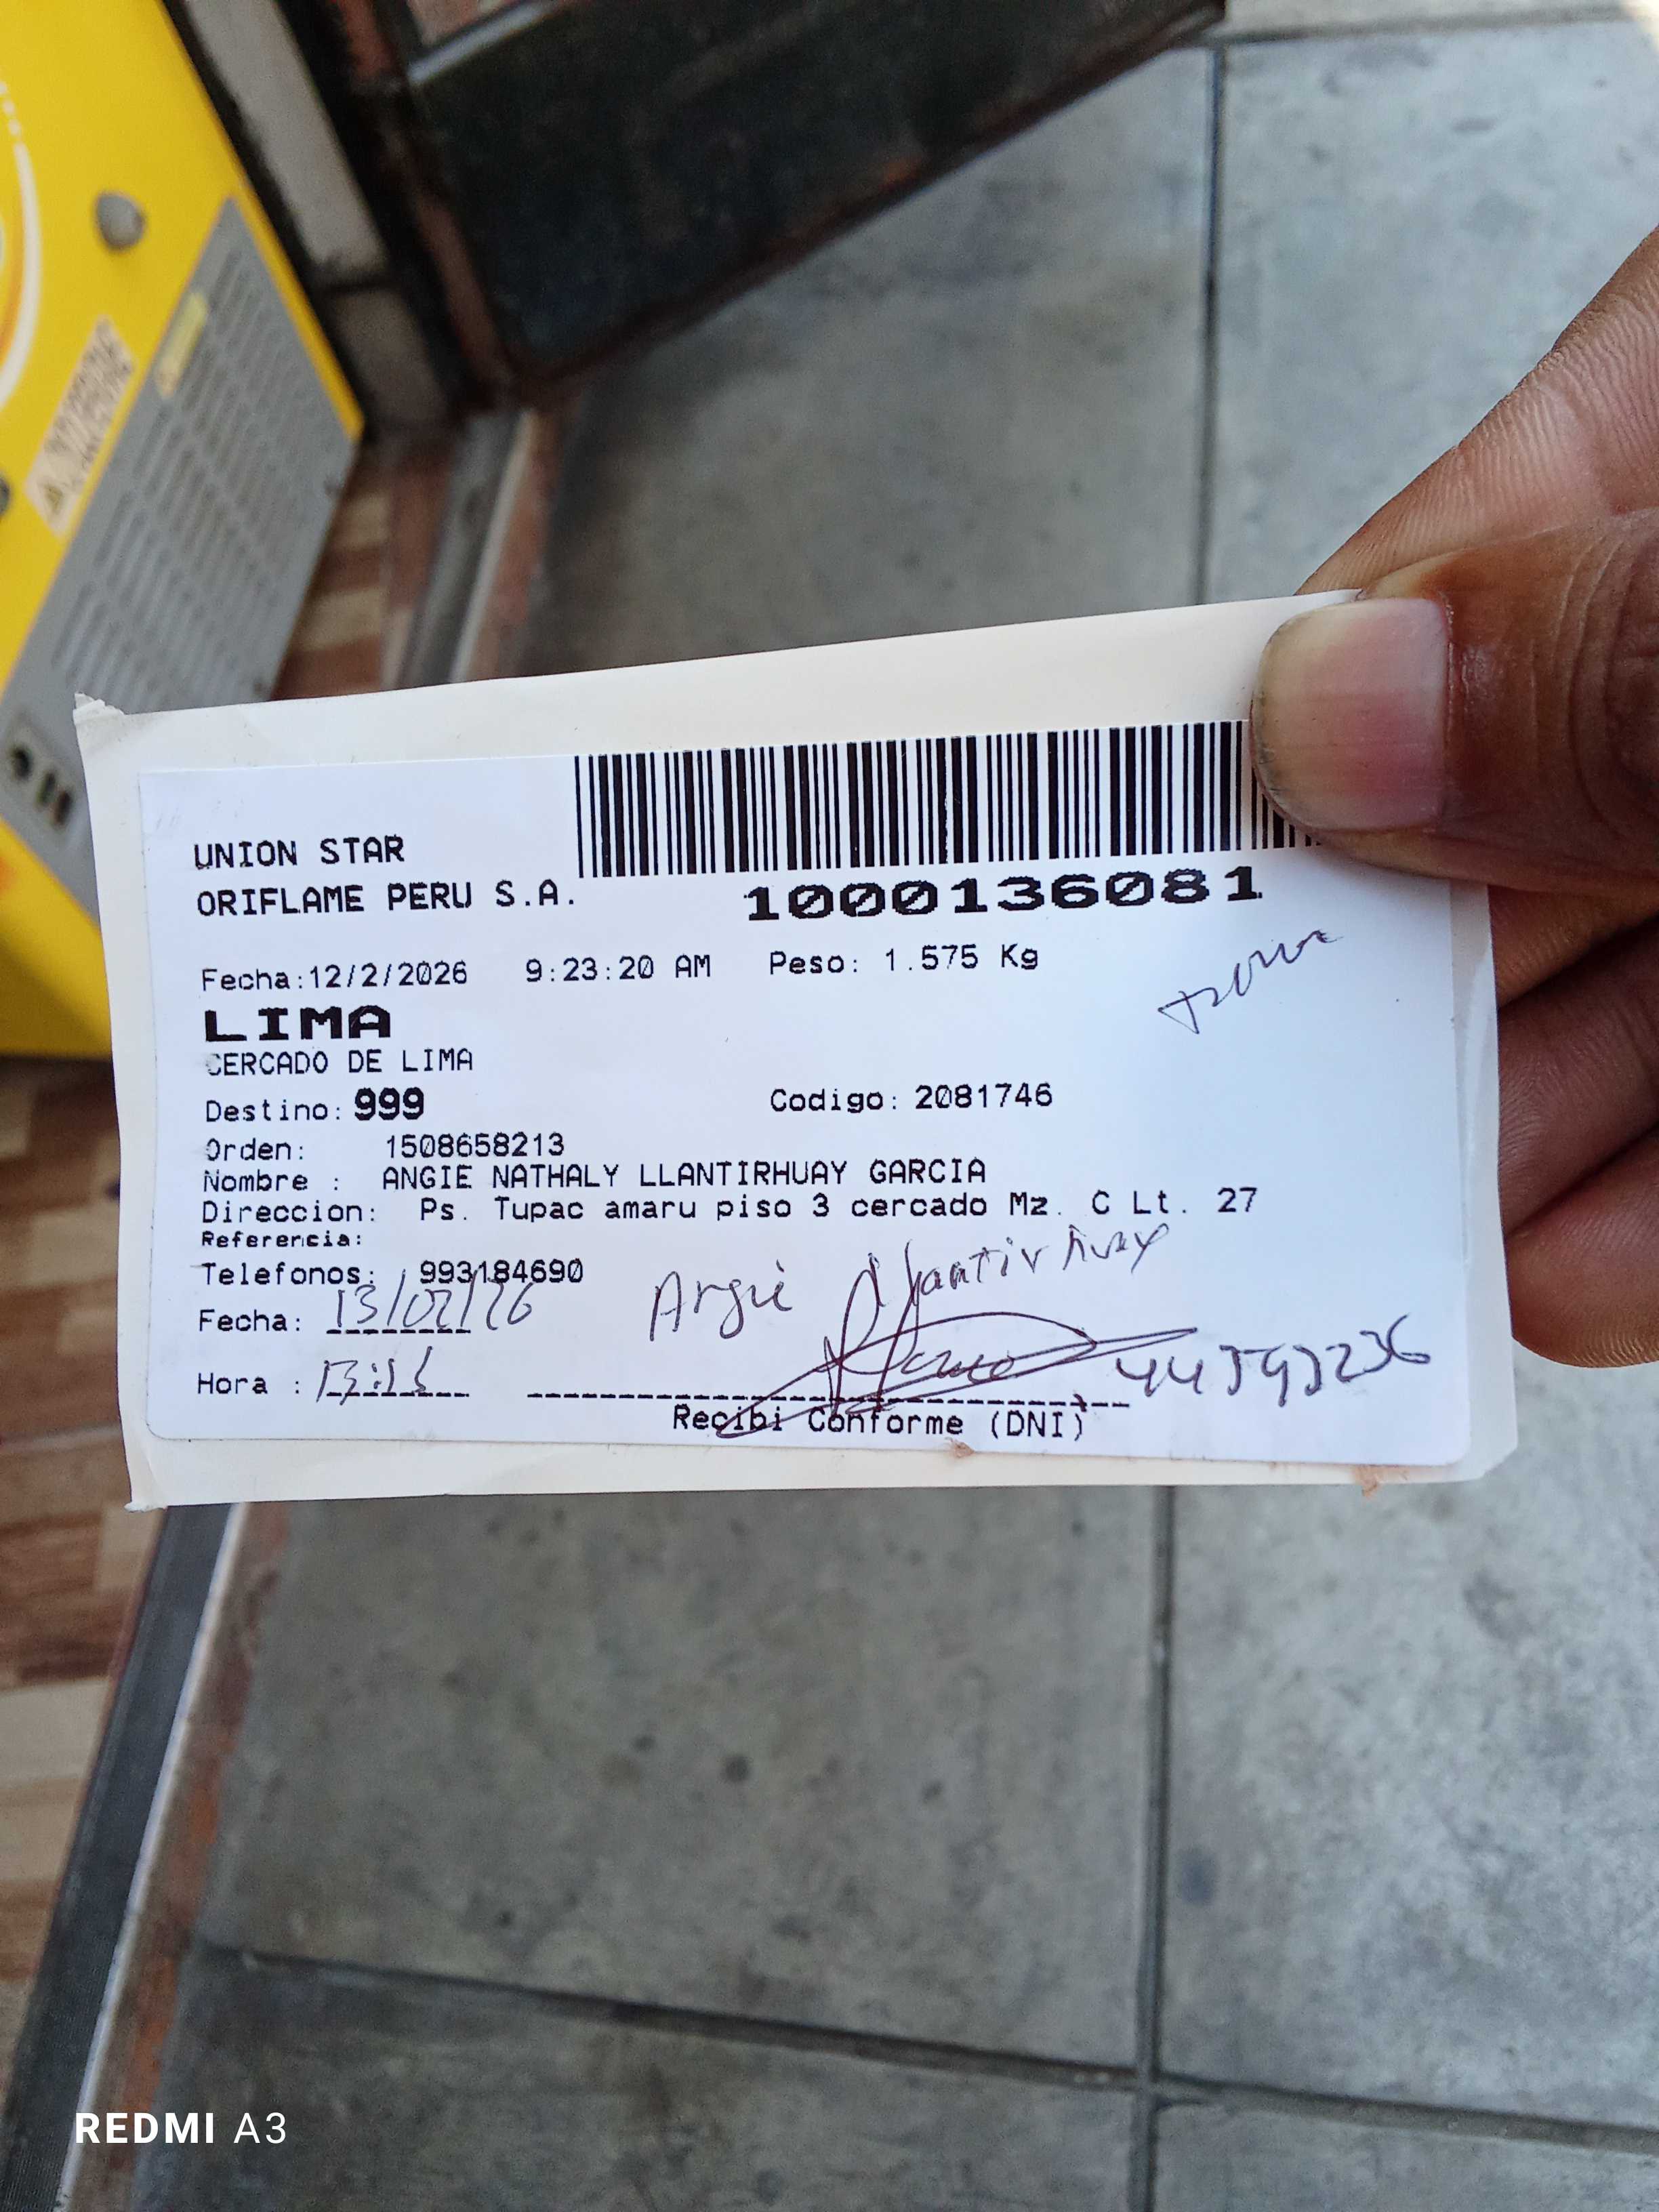 UNION STAR
ORIFLAME PERU S.A.
1000136081
Fecha:12/2/2026 9:23:20 AM Peso: 1.575 Kg
LIMA
CERCADO DE LIMA
Destino: 999 Codigo: 2081746
Orden: 1508658213
Nombre : ANGIE NATHALY LLANTIRHUAY GARCIA
Direccion: Ps. Tupac amaru piso 3 cercado Mz. C Lt. 27
Referencia:
Telefonos: 993184690
Fecha: 13/02/26 Angie Llantirhuay
Hora :
Recibi Conforme (DNI)
REDMI A3